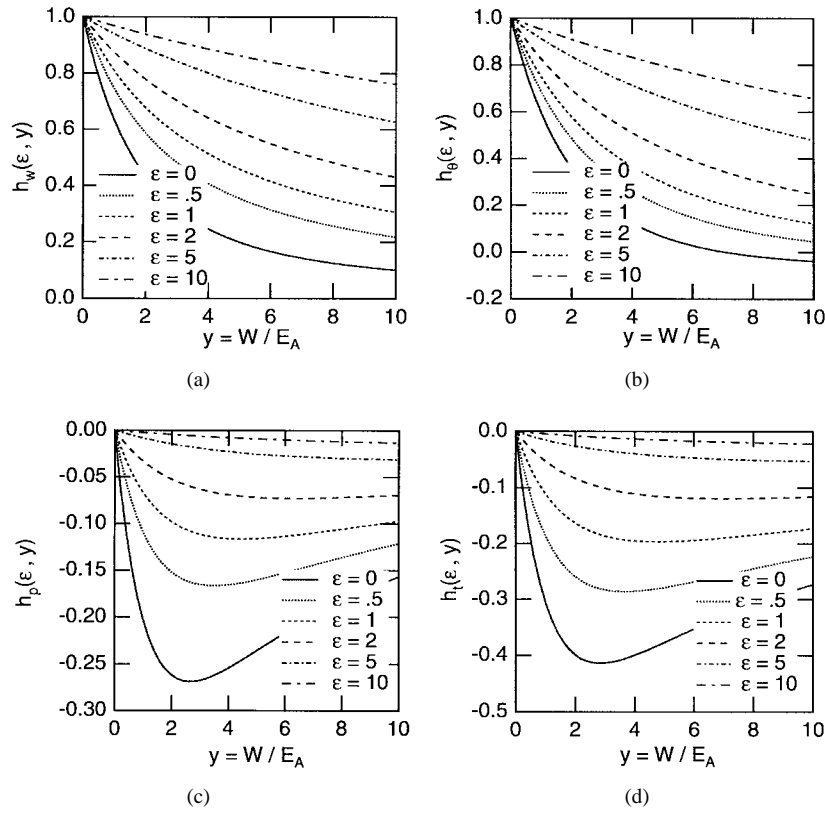 1.0
0.8
0.6
0.4
0.2
0.0
h_w(ε, y)
ε = 0
ε = .5
ε = 1
ε = 2
ε = 5
ε = 10
0 2 4 6 8 10
y = W / E_A
(a)
1.0
0.8
0.6
0.4
0.2
0.0
-0.2
h_θ(ε, y)
ε = 0
ε = .5
ε = 1
ε = 2
ε = 5
ε = 10
0 2 4 6 8 10
y = W / E_A
(b)
0.00
-0.05
-0.10
-0.15
-0.20
-0.25
-0.30
h_p(ε, y)
ε = 0
ε = .5
ε = 1
ε = 2
ε = 5
ε = 10
0 2 4 6 8 10
y = W / E_A
(c)
0.0
-0.1
-0.2
-0.3
-0.4
-0.5
h_t(ε, y)
ε = 0
ε = .5
ε = 1
ε = 2
ε = 5
ε = 10
0 2 4 6 8 10
y = W / E_A
(d)